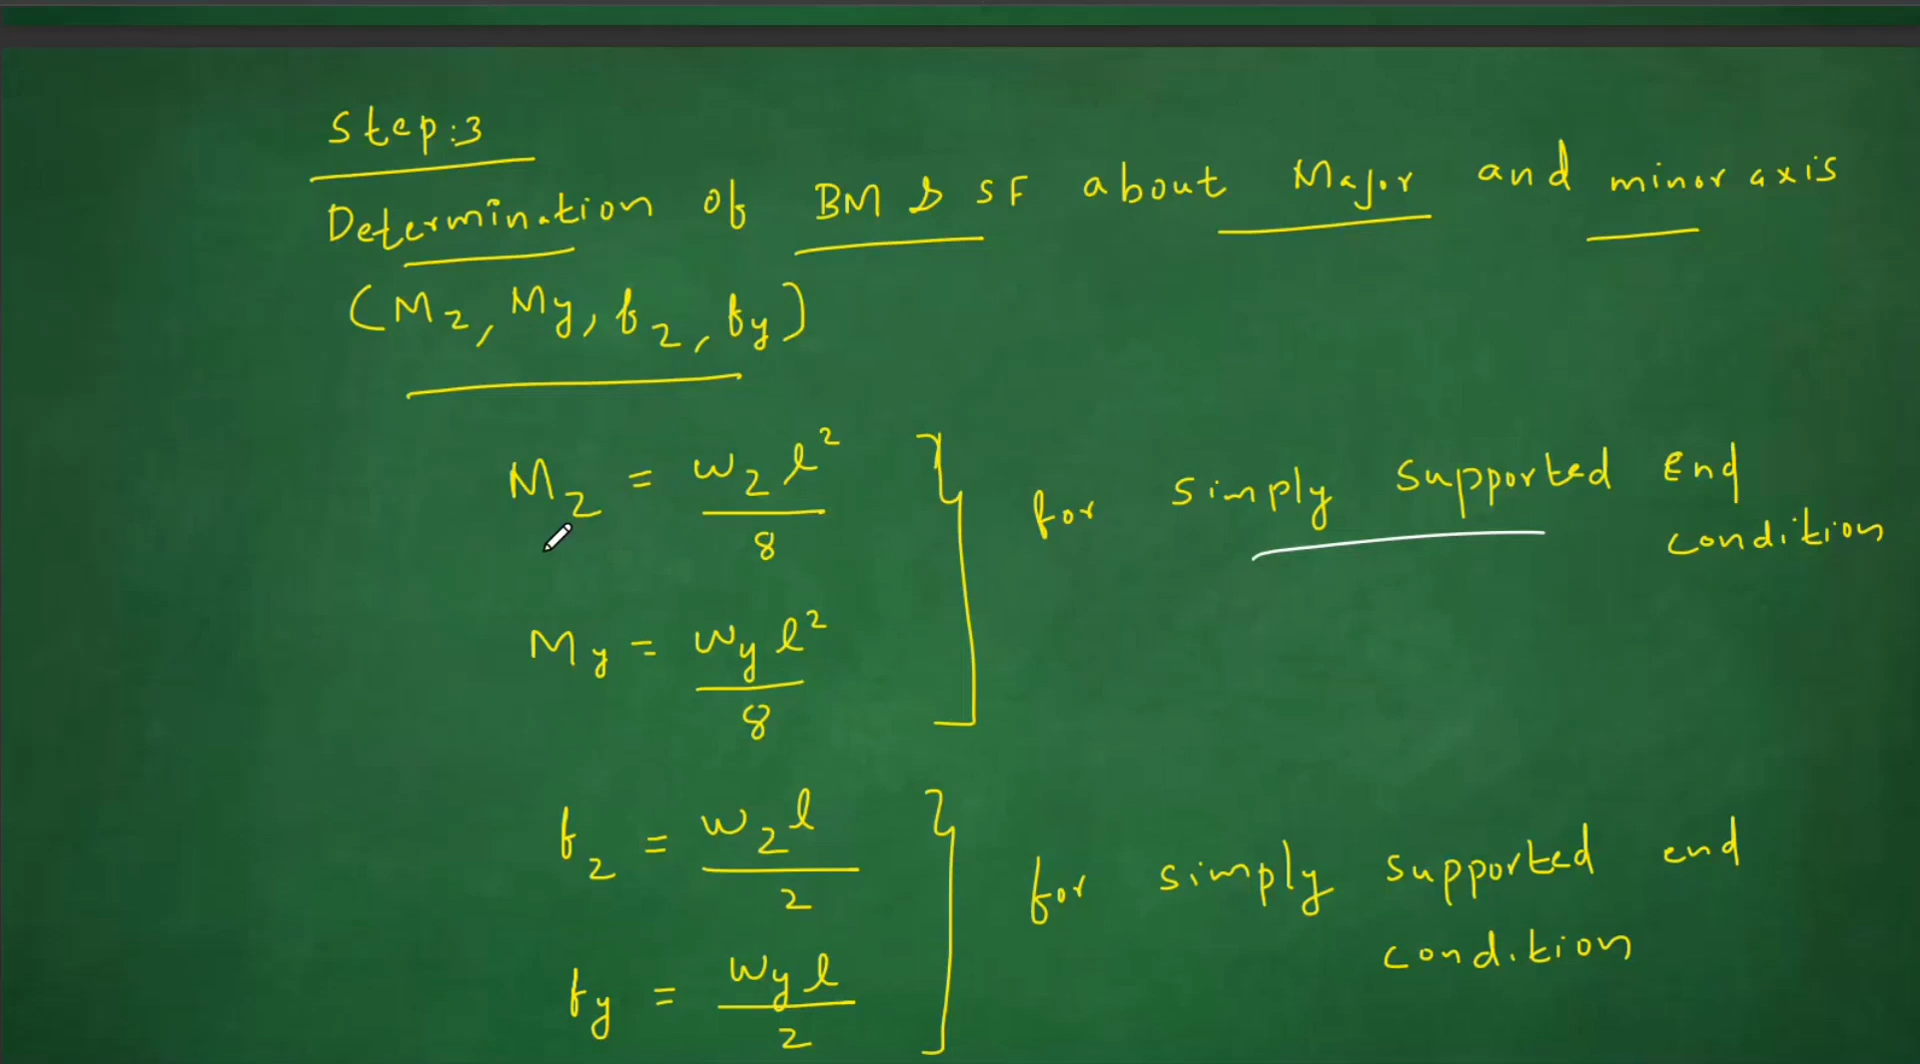 Step:3
Determination of BM & SF about Major and minor axis
(Mz, My, fz, fy)
Mz = wz l² / 8
for simply supported End condition
My = wy l² / 8
fz = wz l / 2
for simply supported end condition
fy = wy l / 2